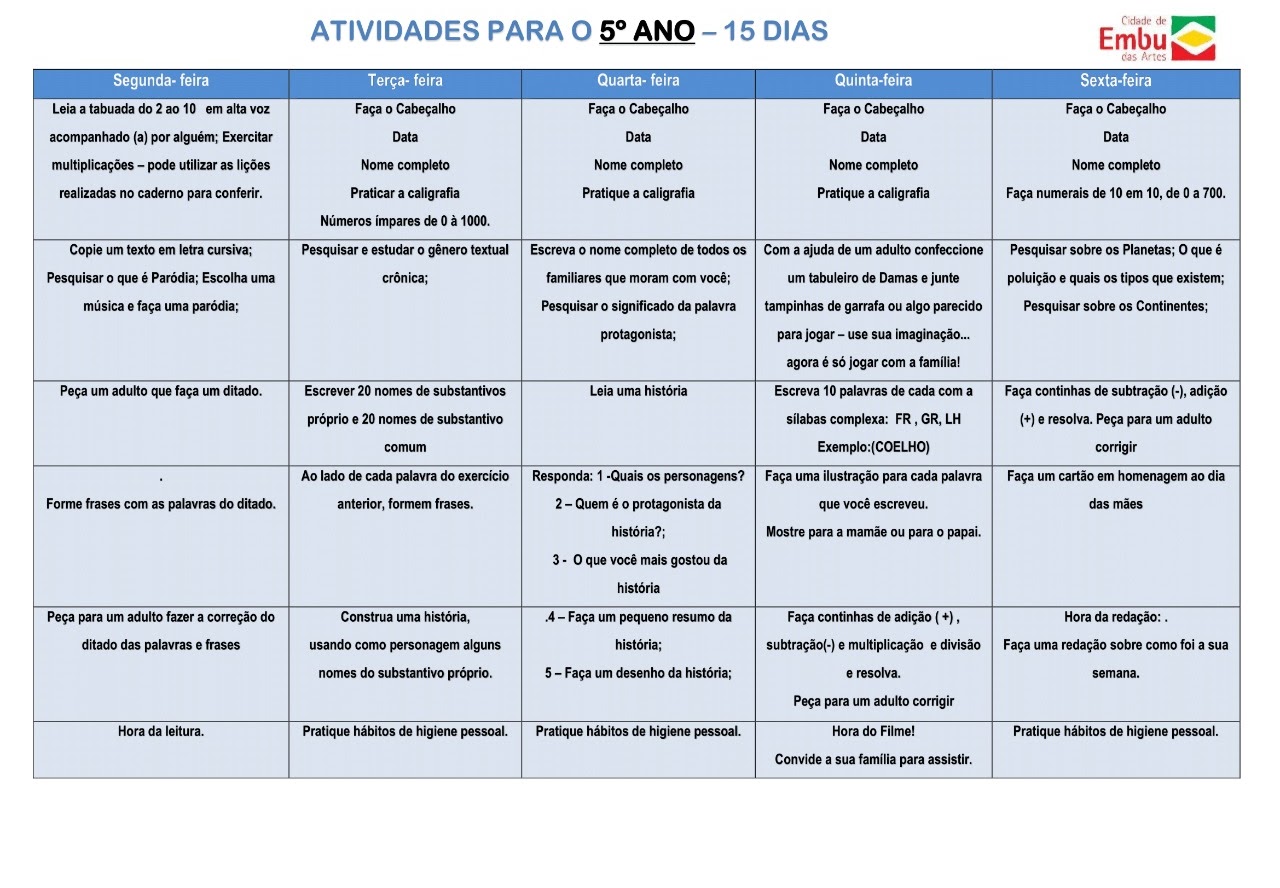 ATIVIDADES PARA O 5º ANO – 15 DIAS
Cidade de
Embu
das Artes
Segunda- feira
Terça- feira
Quarta- feira
Quinta-feira
Sexta-feira
Leia a tabuada do 2 ao 10 em alta voz
acompanhado (a) por alguém; Exercitar
multiplicações – pode utilizar as lições
realizadas no caderno para conferir.
Faça o Cabeçalho
Data
Nome completo
Praticar a caligrafia
Números ímpares de 0 à 1000.
Faça o Cabeçalho
Data
Nome completo
Pratique a caligrafia
Faça o Cabeçalho
Data
Nome completo
Pratique a caligrafia
Faça o Cabeçalho
Data
Nome completo
Faça numerais de 10 em 10, de 0 a 700.
Copie um texto em letra cursiva;
Pesquisar o que é Paródia; Escolha uma
música e faça uma paródia;
Pesquisar e estudar o gênero textual
crônica;
Escreva o nome completo de todos os
familiares que moram com você;
Pesquisar o significado da palavra
protagonista;
Com a ajuda de um adulto confeccione
um tabuleiro de Damas e junte
tampinhas de garrafa ou algo parecido
para jogar – use sua imaginação...
agora é só jogar com a família!
Pesquisar sobre os Planetas; O que é
poluição e quais os tipos que existem;
Pesquisar sobre os Continentes;
Peça um adulto que faça um ditado.
Escrever 20 nomes de substantivos
próprio e 20 nomes de substantivo
comum
Leia uma história
Escreva 10 palavras de cada com a
sílabas complexa: FR , GR, LH
Exemplo:(COELHO)
Faça continhas de subtração (-), adição
(+) e resolva. Peça para um adulto
corrigir
.
Forme frases com as palavras do ditado.
Ao lado de cada palavra do exercício
anterior, formem frases.
Responda: 1 -Quais os personagens?
2 – Quem é o protagonista da
história?;
3 - O que você mais gostou da
história
Faça uma ilustração para cada palavra
que você escreveu.
Mostre para a mamãe ou para o papai.
Faça um cartão em homenagem ao dia
das mães
Peça para um adulto fazer a correção do
ditado das palavras e frases
Construa uma história,
usando como personagem alguns
nomes do substantivo próprio.
.4 – Faça um pequeno resumo da
história;
5 – Faça um desenho da história;
Faça continhas de adição ( +) ,
subtração(-) e multiplicação e divisão
e resolva.
Peça para um adulto corrigir
Hora da redação: .
Faça uma redação sobre como foi a sua
semana.
Hora da leitura.
Pratique hábitos de higiene pessoal.
Pratique hábitos de higiene pessoal.
Hora do Filme!
Convide a sua família para assistir.
Pratique hábitos de higiene pessoal.